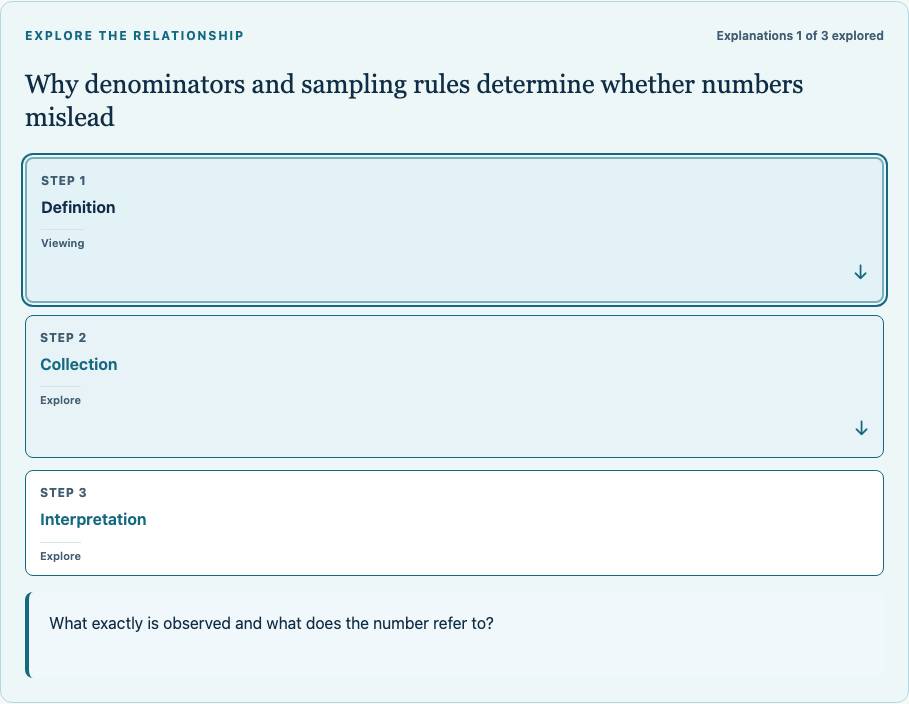 EXPLORE THE RELATIONSHIP
Explanations 1 of 3 explored
Why denominators and sampling rules determine whether numbers
mislead
STEP 1
Definition
Viewing
STEP 2
Collection
Explore
STEP 3
Interpretation
Explore
What exactly is observed and what does the number refer to?